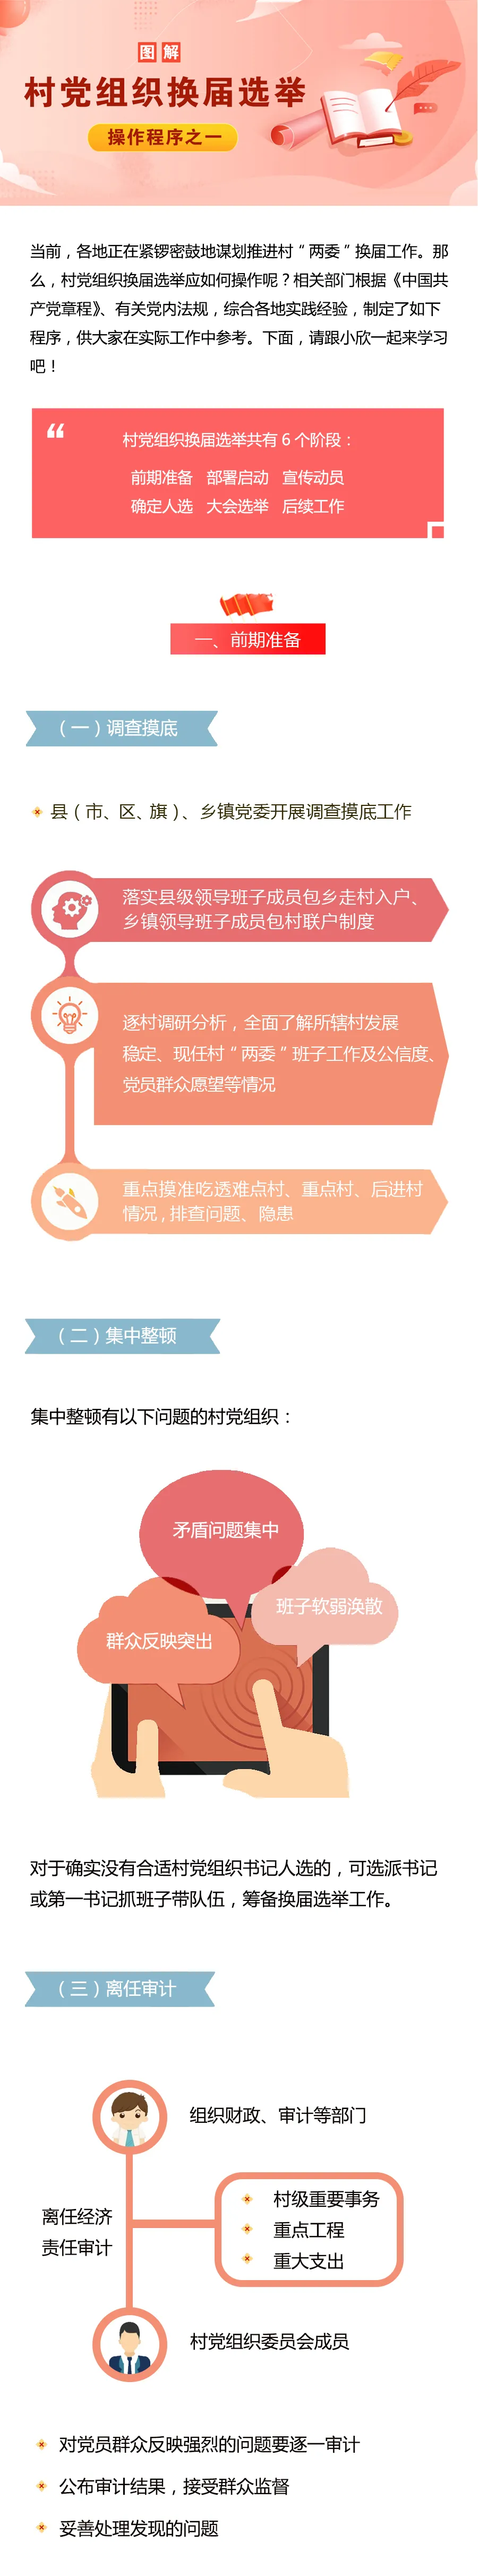 图解
村党组织换届选举
操作程序之一
当前，各地正在紧锣密鼓地谋划推进村“两委”换届工作。那
么，村党组织换届选举应如何操作呢？相关部门根据《中国共
产党章程》、有关党内法规，综合各地实践经验，制定了如下
程序，供大家在实际工作中参考。下面，请跟小欣一起来学习
吧！
村党组织换届选举共有6个阶段：
前期准备 部署启动 宣传动员
确定人选 大会选举 后续工作
一、前期准备
（一）调查摸底
县（市、区、旗）、乡镇党委开展调查摸底工作
落实县级领导班子成员包乡走村入户、
乡镇领导班子成员包村联户制度
逐村调研分析，全面了解所辖村发展
稳定、现任村“两委”班子工作及公信度、
党员群众愿望等情况
重点摸准吃透难点村、重点村、后进村
情况，排查问题、隐患
（二）集中整顿
集中整顿有以下问题的村党组织：
矛盾问题集中
班子软弱涣散
群众反映突出
对于确实没有合适村党组织书记人选的，可选派书记
或第一书记抓班子带队伍，筹备换届选举工作。
（三）离任审计
组织财政、审计等部门
离任经济
责任审计
村级重要事务
重点工程
重大支出
村党组织委员会成员
对党员群众反映强烈的问题要逐一审计
公布审计结果，接受群众监督
妥善处理发现的问题